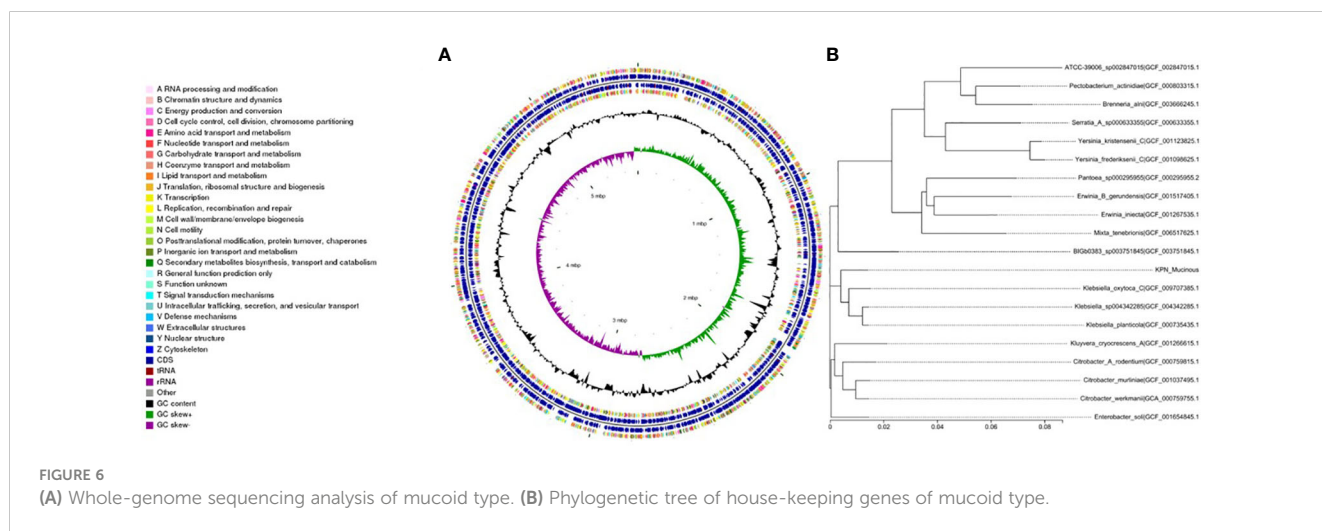 A
B
A RNA processing and modification
B Chromatin structure and dynamics
C Energy production and conversion
D Cell cycle control, cell division, chromosome partitioning
E Amino acid transport and metabolism
F Nucleotide transport and metabolism
G Carbohydrate transport and metabolism
H Coenzyme transport and metabolism
I Lipid transport and metabolism
J Translation, ribosomal structure and biogenesis
K Transcription
L Replication, recombination and repair
M Cell wall/membrane/envelope biogenesis
N Cell motility
O Posttranslational modification, protein turnover, chaperones
P Inorganic ion transport and metabolism
Q Secondary metabolites biosynthesis, transport and catabolism
R General function prediction only
S Function unknown
T Signal transduction mechanisms
U Intracellular trafficking, secretion, and vesicular transport
V Defense mechanisms
W Extracellular structures
Y Nuclear structure
Z Cytoskeleton
CDS
tRNA
rRNA
Other
GC content
GC skew+
GC skew-
5 mbp
1 mbp
4 mbp
2 mbp
3 mbp
ATCC-39006_sp002847015|GCF_002847015.1
Pectobacterium_actinidiae|GCF_000803315.1
Brenneria_alni|GCF_003666245.1
Serratia_A_sp000633355|GCF_000633355.1
Yersinia_kristensenii_C|GCF_001123825.1
Yersinia_frederiksenii_C|GCF_001098625.1
Pantoea_sp000295955|GCF_000295955.2
Erwinia_B_gerundensis|GCF_001517405.1
Erwinia_iniecta|GCF_001267535.1
Mixta_tenebrionis|GCF_006517625.1
BIGb0383_sp003751845|GCF_003751845.1
KPN_Mucinous
Klebsiella_oxytoca_C|GCF_009707385.1
Klebsiella_sp004342285|GCF_004342285.1
Klebsiella_planticola|GCF_000735435.1
Kluyvera_cryocrescens_A|GCF_001266615.1
Citrobacter_A_rodentium|GCF_000759815.1
Citrobacter_murliniae|GCF_001037495.1
Citrobacter_werkmanii|GCA_000759755.1
Enterobacter_soli|GCF_001654845.1
0 0.02 0.04 0.06 0.08
FIGURE 6
(A) Whole-genome sequencing analysis of mucoid type. (B) Phylogenetic tree of house-keeping genes of mucoid type.